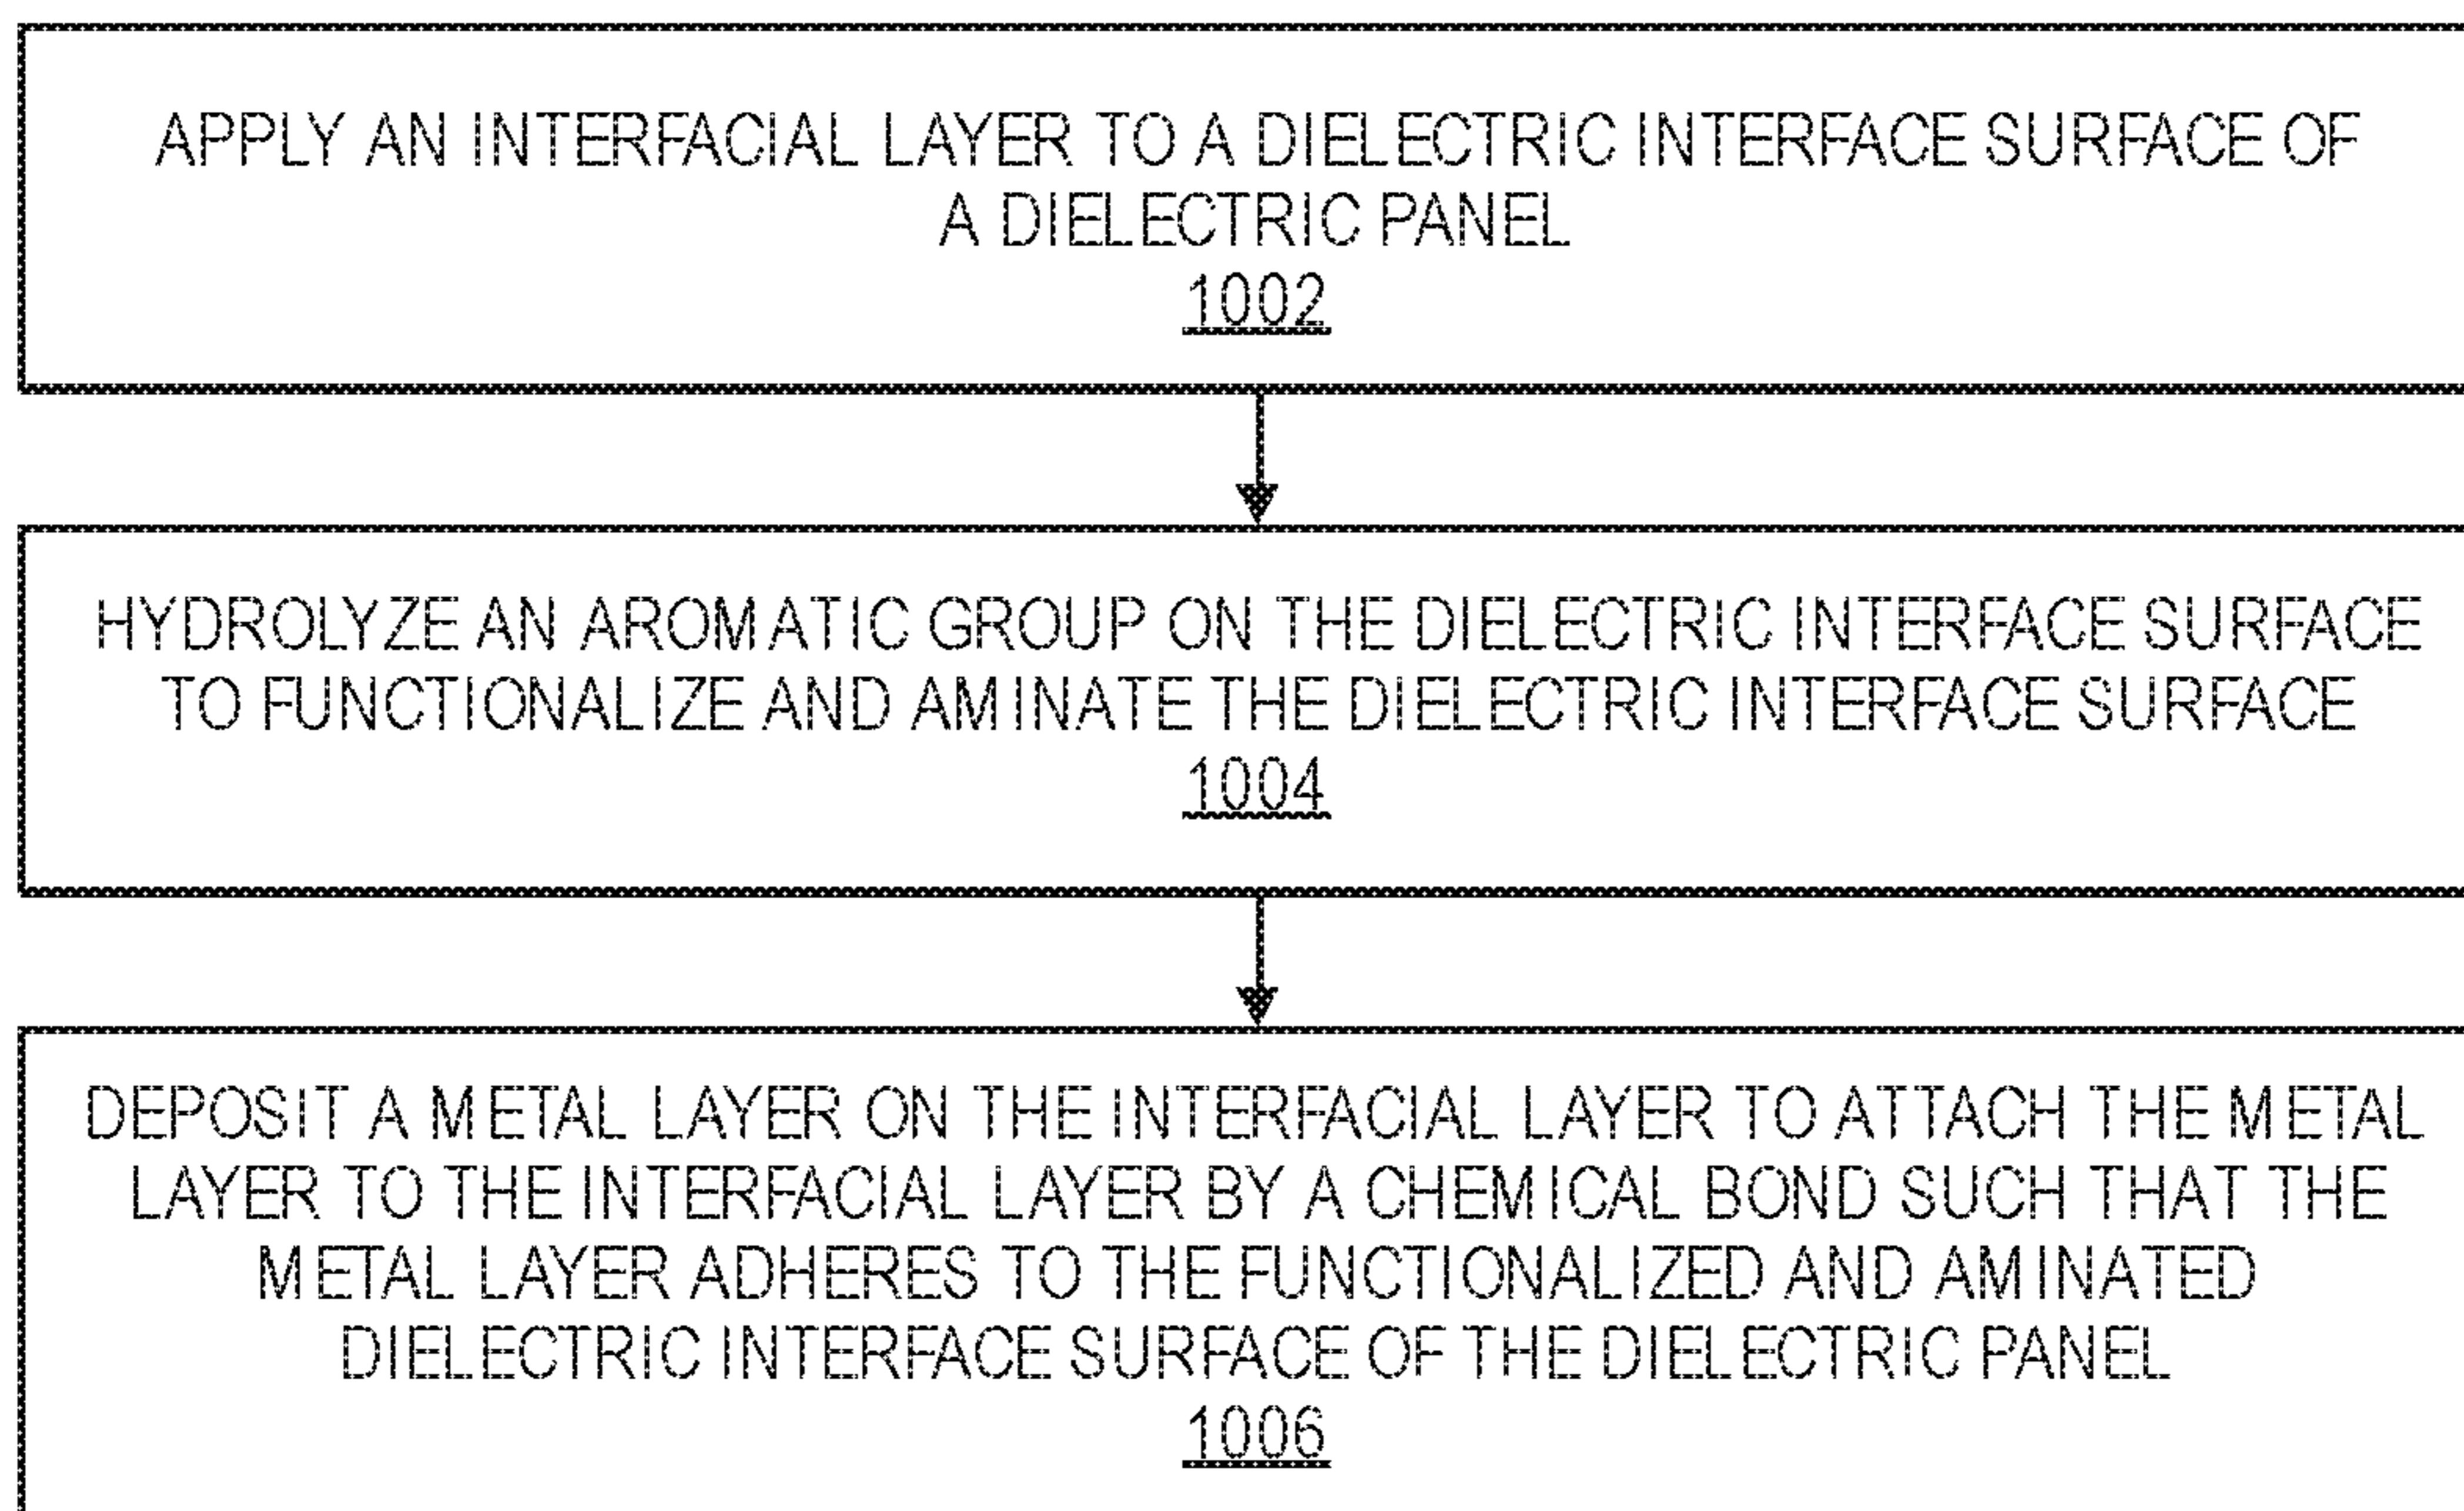 APPLY AN INTERFACIAL LAYER TO A DIELECTRIC INTERFACE SURFACE OF
A DIELECTRIC PANEL
1002
HYDROLYZE AN AROMATIC GROUP ON THE DIELECTRIC INTERFACE SURFACE
TO FUNCTIONALIZE AND AMINATE THE DIELECTRIC INTERFACE SURFACE
1004
DEPOSIT A METAL LAYER ON THE INTERFACIAL LAYER TO ATTACH THE METAL
LAYER TO THE INTERFACIAL LAYER BY A CHEMICAL BOND SUCH THAT THE
METAL LAYER ADHERES TO THE FUNCTIONALIZED AND AMINATED
DIELECTRIC INTERFACE SURFACE OF THE DIELECTRIC PANEL
1006